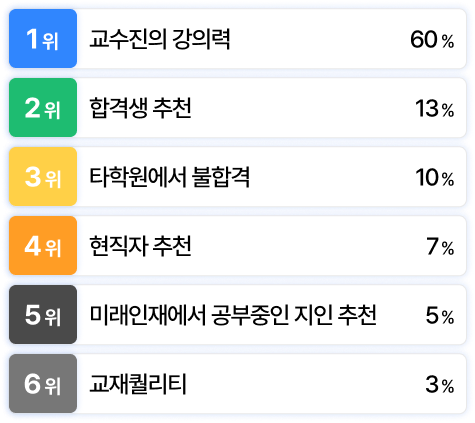 1위 교수진의 강의력 60%
2위 합격생 추천 13%
3위 타학원에서 불합격 10%
4위 현직자 추천 7%
5위 미래인재에서 공부중인 지인 추천 5%
6위 교재퀄리티 3%